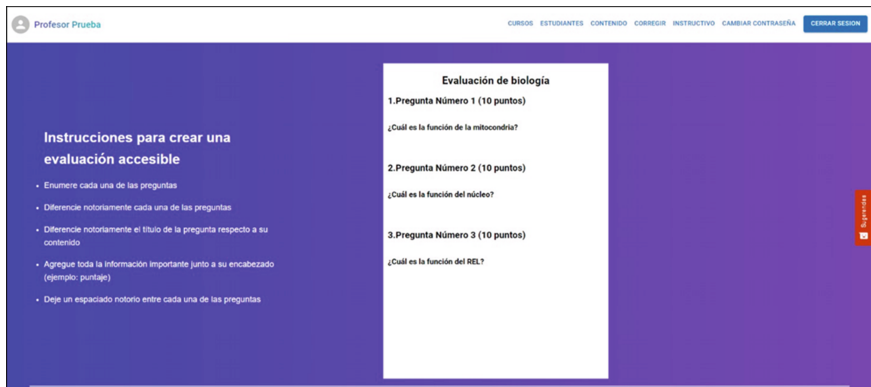 Profesor Prueba
CURSOS ESTUDIANTES CONTENIDO CORREGIR INSTRUCTIVO CAMBIAR CONTRASEÑA CERRAR SESION
Instrucciones para crear una
evaluación accesible
• Enumere cada una de las preguntas
• Diferencie notoriamente cada una de las preguntas
• Diferencie notoriamente el título de la pregunta respecto a su
contenido
• Agregue toda la información importante junto a su encabezado
(ejemplo: puntaje)
• Deje un espaciado notorio entre cada una de las preguntas
Evaluación de biología
1.Pregunta Número 1 (10 puntos)
¿Cuál es la función de la mitocondria?
2.Pregunta Número 2 (10 puntos)
¿Cuál es la función del núcleo?
3.Pregunta Número 3 (10 puntos)
¿Cuál es la función del REL?